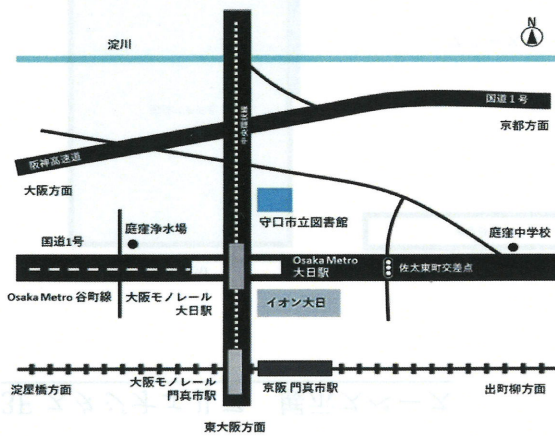 N
淀川
国道1号
京都方面
中央環状線
阪神高速道
大阪方面
守口市立図書館
庭窪中学校
国道1号
庭窪浄水場
Osaka Metro
大日駅
佐太東町交差点
Osaka Metro 谷町線
大阪モノレール
大日駅
イオン大日
淀屋橋方面
大阪モノレール
門真市駅
京阪 門真市駅
出町柳方面
東大阪方面